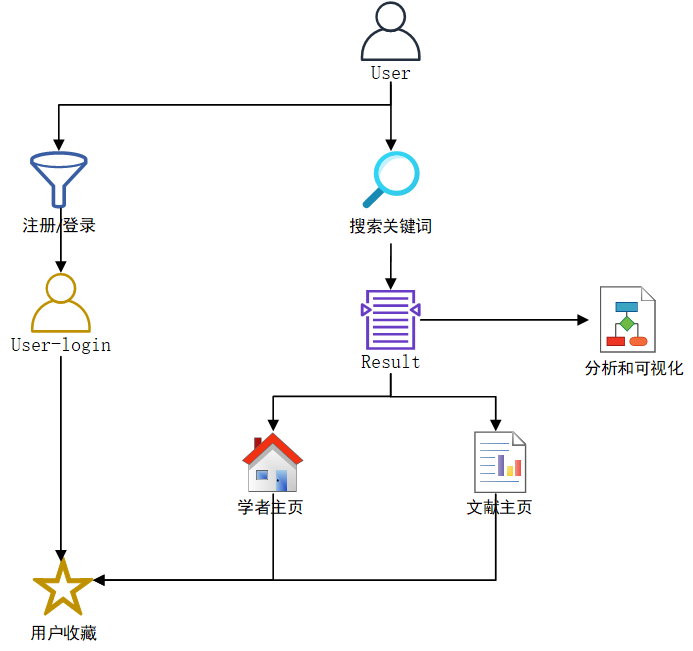 User
注册/登录
搜索关键词
User-login
Result
分析和可视化
学者主页
文献主页
用户收藏